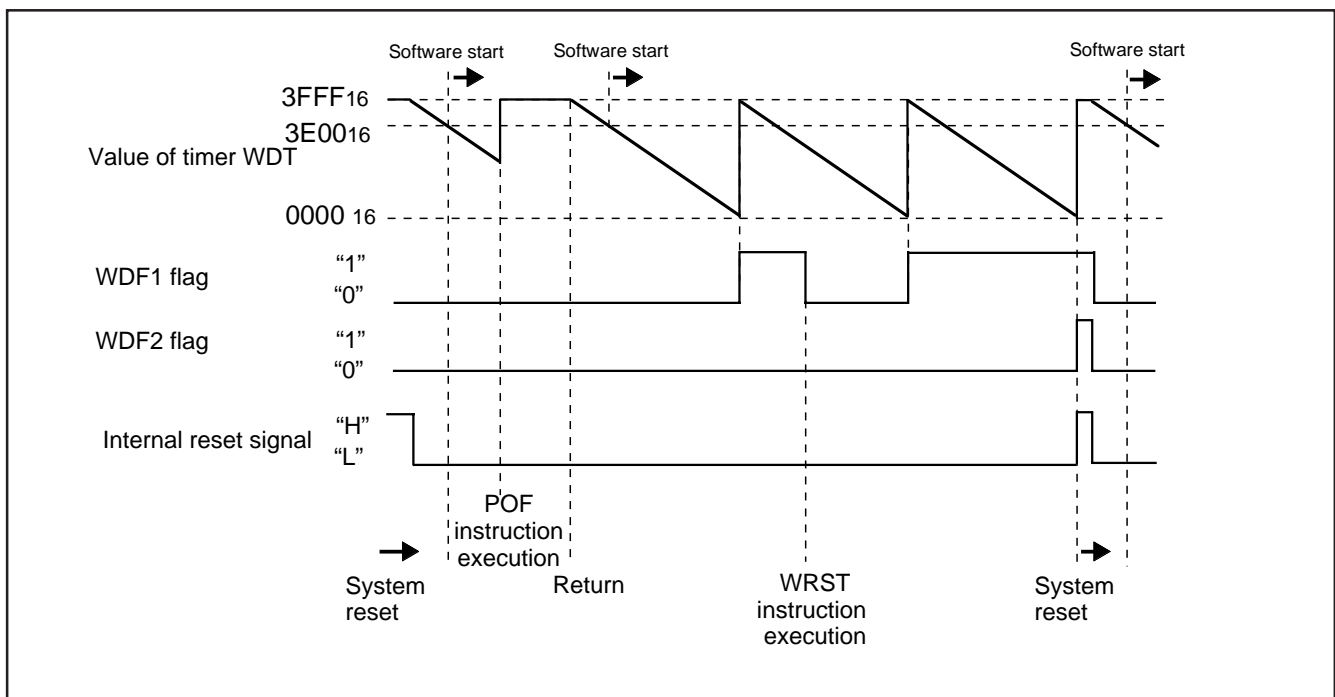 Software start
Software start
Software start
3FFF16
3E0016
Value of timer WDT
0000 16
WDF1 flag
“1”
“0”
WDF2 flag
“1”
“0”
Internal reset signal
“H”
“L”
POF
instruction
execution
System
reset
Return
WRST
instruction
execution
System
reset